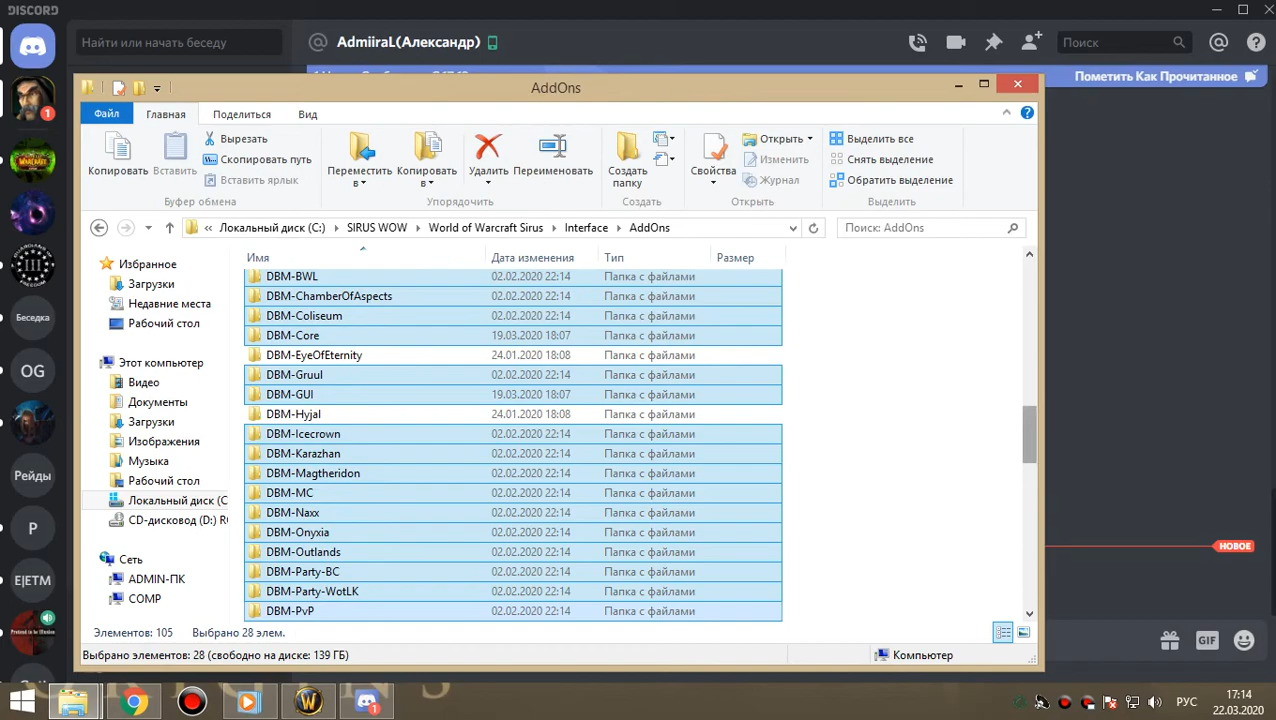 DISCORD
Найти или начать беседу
@ AdmiiraL(Александр)
Поиск
Пометить Как Прочитанное
AddOns
Файл Главная Поделиться Вид
Копировать
Вставить
Вырезать
Скопировать путь
Вставить ярлык
Буфер обмена
Переместить в
Копировать в
Удалить
Переименовать
Упорядочить
Создать папку
Создать
Свойства
Открыть
Изменить
Журнал
Открыть
Выделить все
Снять выделение
Обратить выделение
Выделить
« Локальный диск (C:) SIRUS WOW World of Warcraft Sirus Interface AddOns
Поиск: AddOns
Имя Дата изменения Тип Размер
Избранное
Загрузки
Недавние места
Рабочий стол
Этот компьютер
Видео
Документы
Загрузки
Изображения
Музыка
Рабочий стол
Локальный диск (C
CD-дисковод (D:) R
Сеть
ADMIN-ПК
COMP
DBM-BWL 02.02.2020 22:14 Папка с файлами
DBM-ChamberOfAspects 02.02.2020 22:14 Папка с файлами
DBM-Coliseum 02.02.2020 22:14 Папка с файлами
DBM-Core 19.03.2020 18:07 Папка с файлами
DBM-EyeOfEternity 24.01.2020 18:08 Папка с файлами
DBM-Gruul 02.02.2020 22:14 Папка с файлами
DBM-GUI 19.03.2020 18:07 Папка с файлами
DBM-Hyjal 24.01.2020 18:08 Папка с файлами
DBM-Icecrown 02.02.2020 22:14 Папка с файлами
DBM-Karazhan 02.02.2020 22:14 Папка с файлами
DBM-Magtheridon 02.02.2020 22:14 Папка с файлами
DBM-MC 02.02.2020 22:14 Папка с файлами
DBM-Naxx 02.02.2020 22:14 Папка с файлами
DBM-Onyxia 02.02.2020 22:14 Папка с файлами
DBM-Outlands 02.02.2020 22:14 Папка с файлами
DBM-Party-BC 02.02.2020 22:14 Папка с файлами
DBM-Party-WotLK 02.02.2020 22:14 Папка с файлами
DBM-PvP 02.02.2020 22:14 Папка с файлами
Элементов: 105 Выбрано 28 элем.
Выбрано элементов: 28 (свободно на диске: 139 ГБ)
Компьютер
1
III
Беседка
OG
Рейды
Р
E|ETM
НОВОЕ
GIF
1
РУС
17:14
22.03.2020